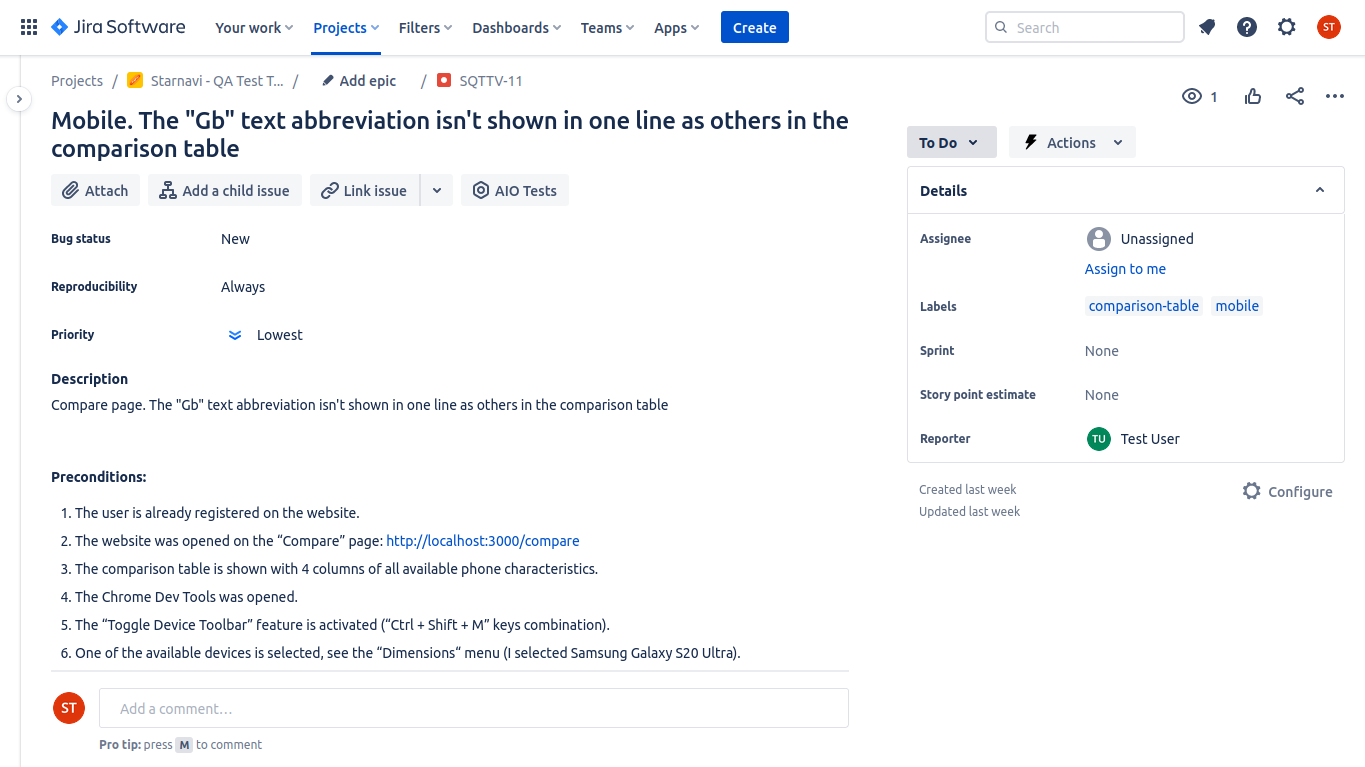 Jira Software
Your work
Projects
Filters
Dashboards
Teams
Apps
Create
Search
ST
Projects / Starnavi - QA Test T... / Add epic / SQTTV-11
1
Mobile. The "Gb" text abbreviation isn't shown in one line as others in the
comparison table
Attach
Add a child issue
Link issue
AIO Tests
Bug status New
Reproducibility Always
Priority Lowest
Description
Compare page. The "Gb" text abbreviation isn't shown in one line as others in the comparison table
Preconditions:
1. The user is already registered on the website.
2. The website was opened on the “Compare” page: http://localhost:3000/compare
3. The comparison table is shown with 4 columns of all available phone characteristics.
4. The Chrome Dev Tools was opened.
5. The “Toggle Device Toolbar” feature is activated (“Ctrl + Shift + M” keys combination).
6. One of the available devices is selected, see the “Dimensions“ menu (I selected Samsung Galaxy S20 Ultra).
ST
Add a comment…
Pro tip: press M to comment
To Do
Actions
Details
Assignee Unassigned
Assign to me
Labels comparison-table mobile
Sprint None
Story point estimate None
Reporter TU Test User
Created last week
Updated last week
Configure